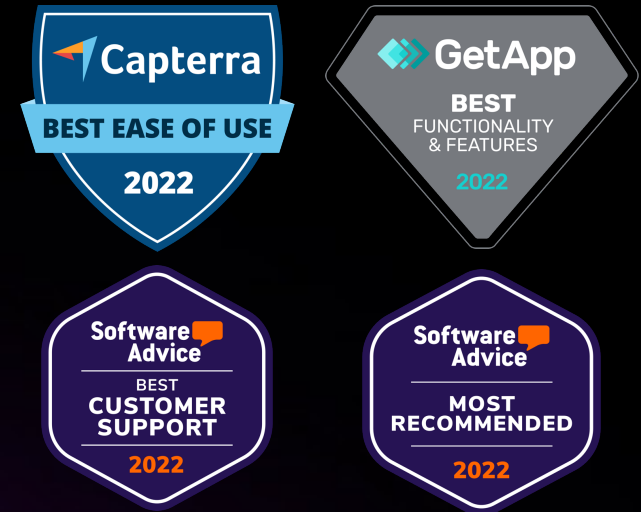 Capterra
BEST EASE OF USE
2022
GetApp
BEST
FUNCTIONALITY
& FEATURES
2022
Software
Advice
BEST
CUSTOMER
SUPPORT
2022
Software
Advice
MOST
RECOMMENDED
2022